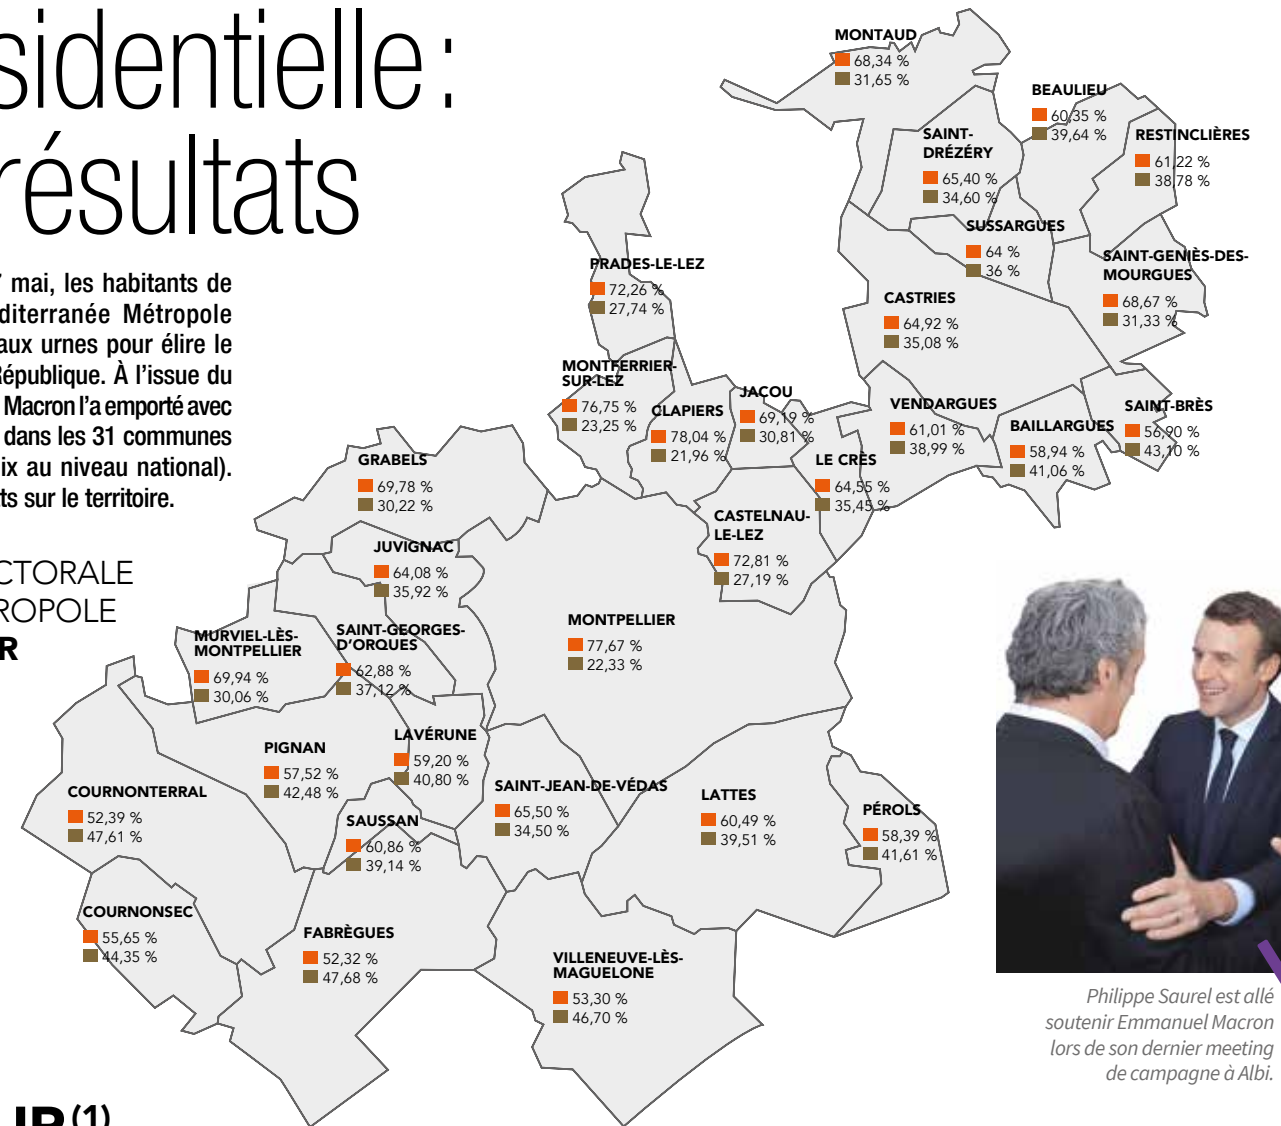 sidentielle :
résultats
7 mai, les habitants de
diterranée Métropole
aux urnes pour élire le
République. À l'issue du
Macron l'a emporté avec
dans les 31 communes
ix au niveau national).
ts sur le territoire.
CTORALE
ROPOLE
R
MONTAUD
68,34 %
31,65 %
BEAULIEU
60,35 %
39,64 %
SAINT-
DRÉZÉRY
65,40 %
34,60 %
RESTINCLIÈRES
61,22 %
38,78 %
SUSSARGUES
64 %
36 %
SAINT-GENIÈS-DES-
MOURGUES
68,67 %
31,33 %
PRADES-LE-LEZ
72,26 %
27,74 %
CASTRIES
64,92 %
35,08 %
MONTFERRIER-
SUR-LEZ
76,75 %
23,25 %
CLAPIERS
78,04 %
21,96 %
JACOU
69,19 %
30,81 %
VENDARGUES
61,01 %
38,99 %
BAILLARGUES
58,94 %
41,06 %
SAINT-BRÈS
56,90 %
43,10 %
GRABELS
69,78 %
30,22 %
LE CRÈS
64,55 %
35,45 %
CASTELNAU-
LE-LEZ
72,81 %
27,19 %
JUVIGNAC
64,08 %
35,92 %
MONTPELLIER
77,67 %
22,33 %
MURVIEL-LÈS-
MONTPELLIER
69,94 %
30,06 %
SAINT-GEORGES-
D'ORQUES
62,88 %
37,12 %
PIGNAN
57,52 %
42,48 %
LAVÉRUNE
59,20 %
40,80 %
COURNONTERRAL
52,39 %
47,61 %
SAUSSAN
60,86 %
39,14 %
SAINT-JEAN-DE-VÉDAS
65,50 %
34,50 %
LATTES
60,49 %
39,51 %
PÉROLS
58,39 %
41,61 %
COURNONSEC
55,65 %
44,35 %
FABRÈGUES
52,32 %
47,68 %
VILLENEUVE-LÈS-
MAGUELONE
53,30 %
46,70 %
Philippe Saurel est allé
soutenir Emmanuel Macron
lors de son dernier meeting
de campagne à Albi.
(1)